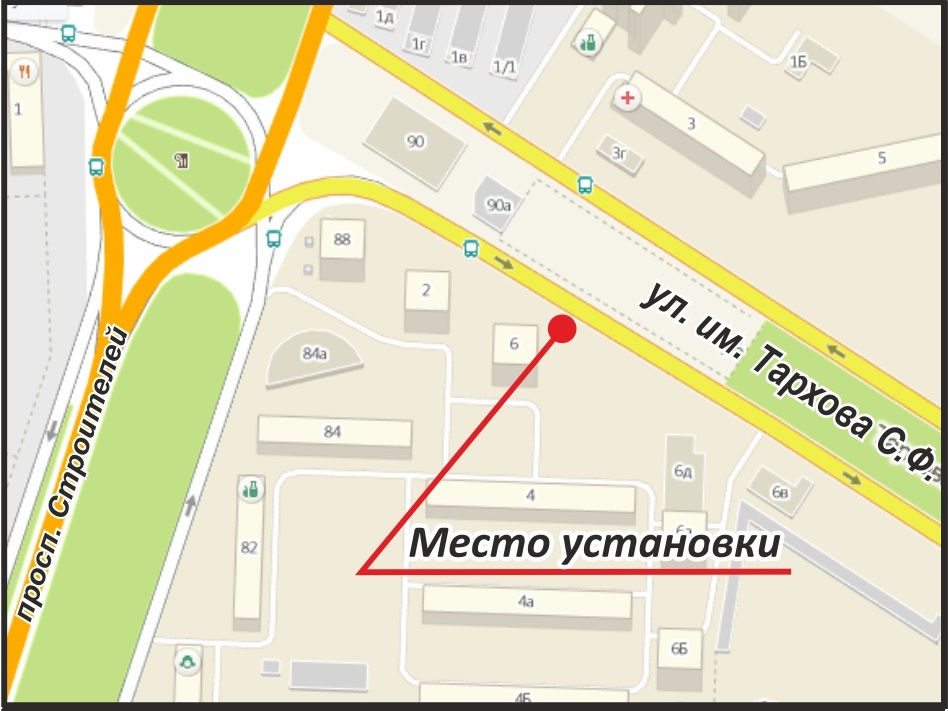 1д
1г
1в
1/1
1Б
1
90
3
3г
5
90а
88
2
ул. им. Тархова С.Ф.
6
84а
просп. Строителей
84
6д
6в
4
82
Место установки
4а
6Б
4Б